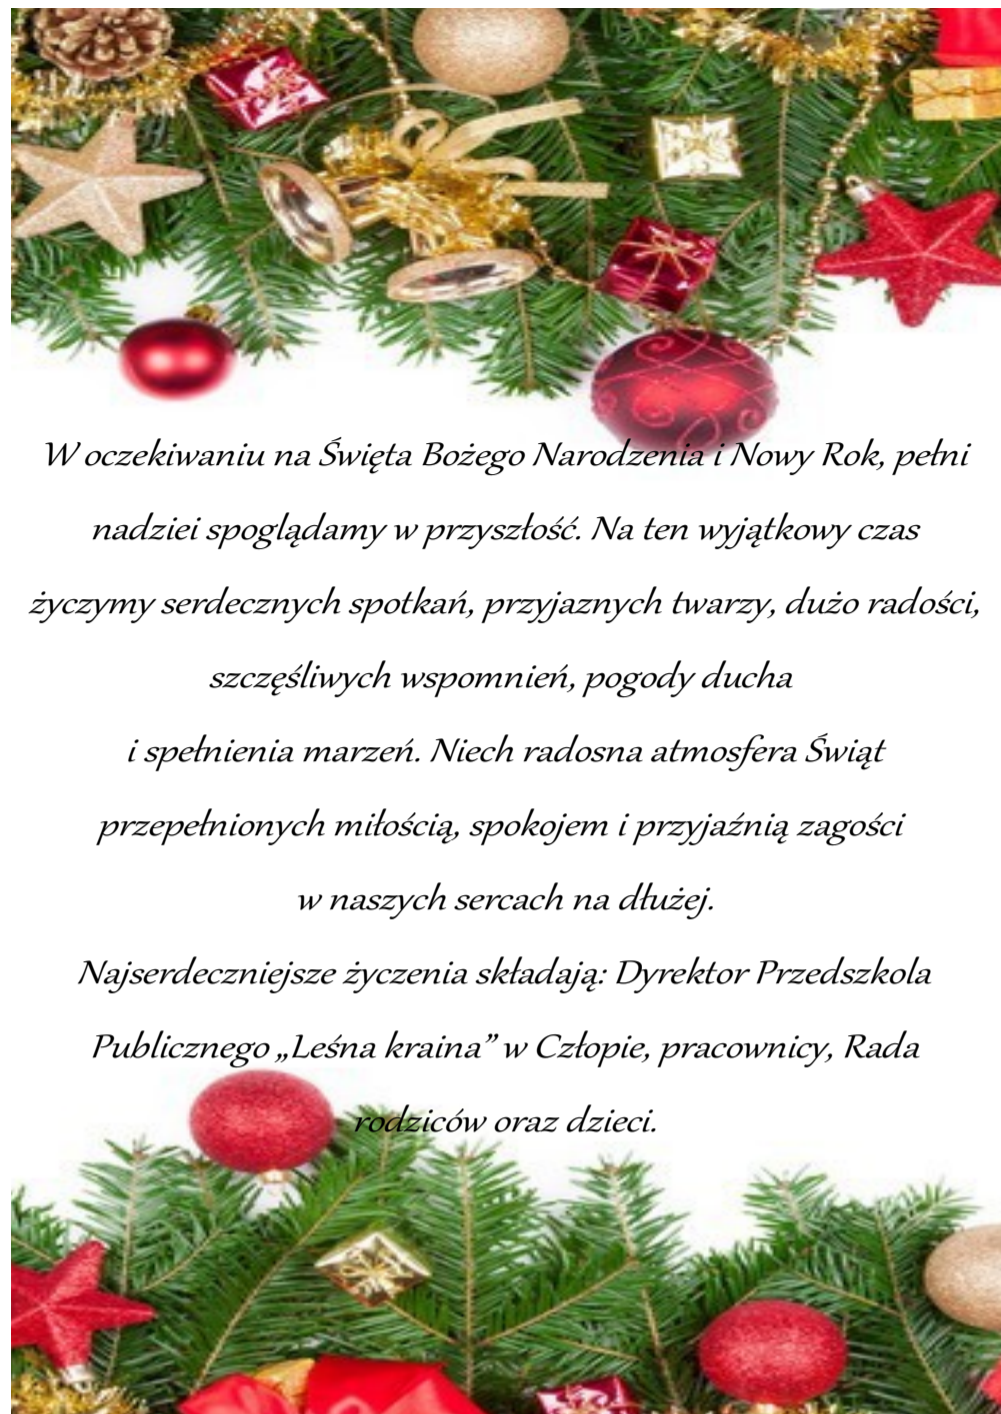 W oczekiwaniu na Święta Bożego Narodzenia i Nowy Rok, pełni
nadziei spoglądamy w przyszłość. Na ten wyjątkowy czas
życzymy serdecznych spotkań, przyjaznych twarzy, dużo radości,
szczęśliwych wspomnień, pogody ducha
i spełnienia marzeń. Niech radosna atmosfera Świąt
przepełnionych miłością, spokojem i przyjaźnią zagości
w naszych sercach na dłużej.
Najserdeczniejsze życzenia składają: Dyrektor Przedszkola
Publicznego „Leśna kraina” w Człopie, pracownicy, Rada
rodziców oraz dzieci.